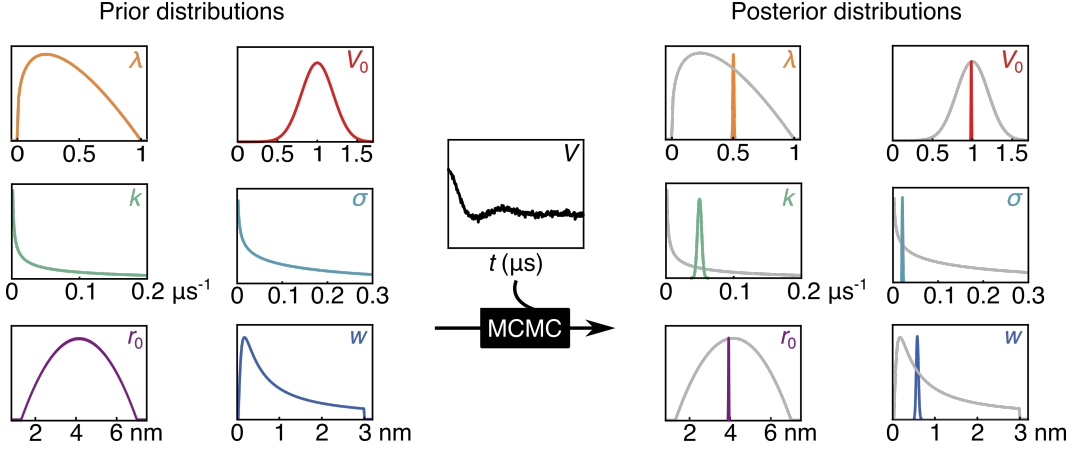 Prior distributions
Posterior distributions
λ
0 0.5 1
V₀
0 0.5 1 1.5
k
0 0.1 0.2 μs⁻¹
σ
0 0.1 0.2 0.3
r₀
2 4 6 nm
w
0 1 2 3 nm
V
t (μs)
MCMC
λ
0 0.5 1
V₀
0 0.5 1 1.5
k
0 0.1 0.2 μs⁻¹
σ
0 0.1 0.2 0.3
r₀
2 4 6 nm
w
0 1 2 3 nm